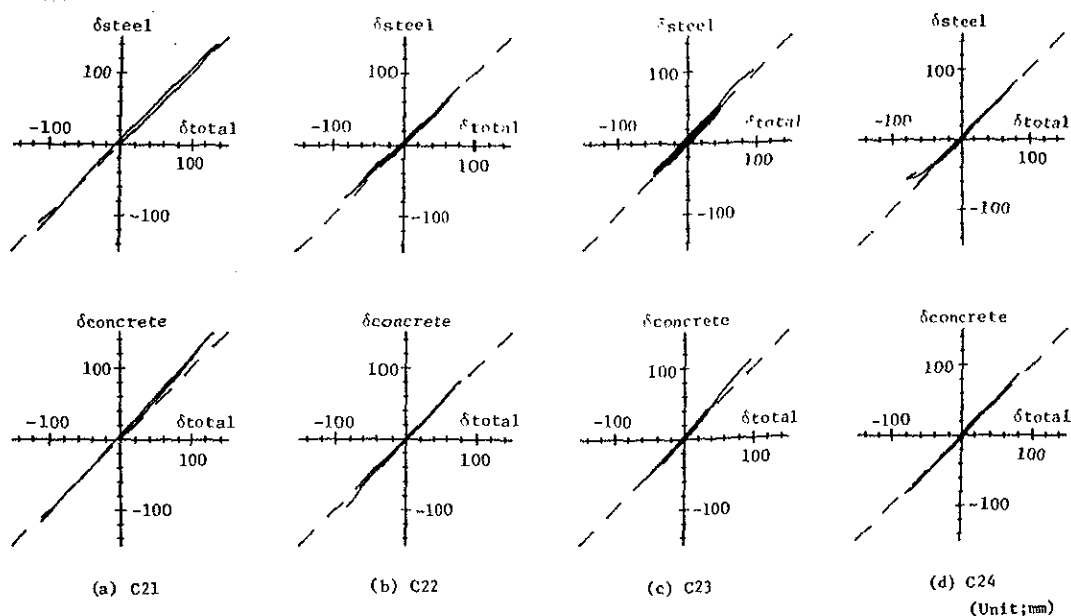 δsteel δsteel δsteel δsteel
100 100 100 100
-100 δtotal -100 δtotal -100 δtotal -100 δtotal
100 100 100 100
-100 -100 -100 -100
δconcrete δconcrete δconcrete δconcrete
100 100 100 100
-100 δtotal -100 δtotal -100 δtotal -100 δtotal
100 100 100 100
-100 -100 -100 -100
(a) C21 (b) C22 (c) C23 (d) C24
(Unit;mm)